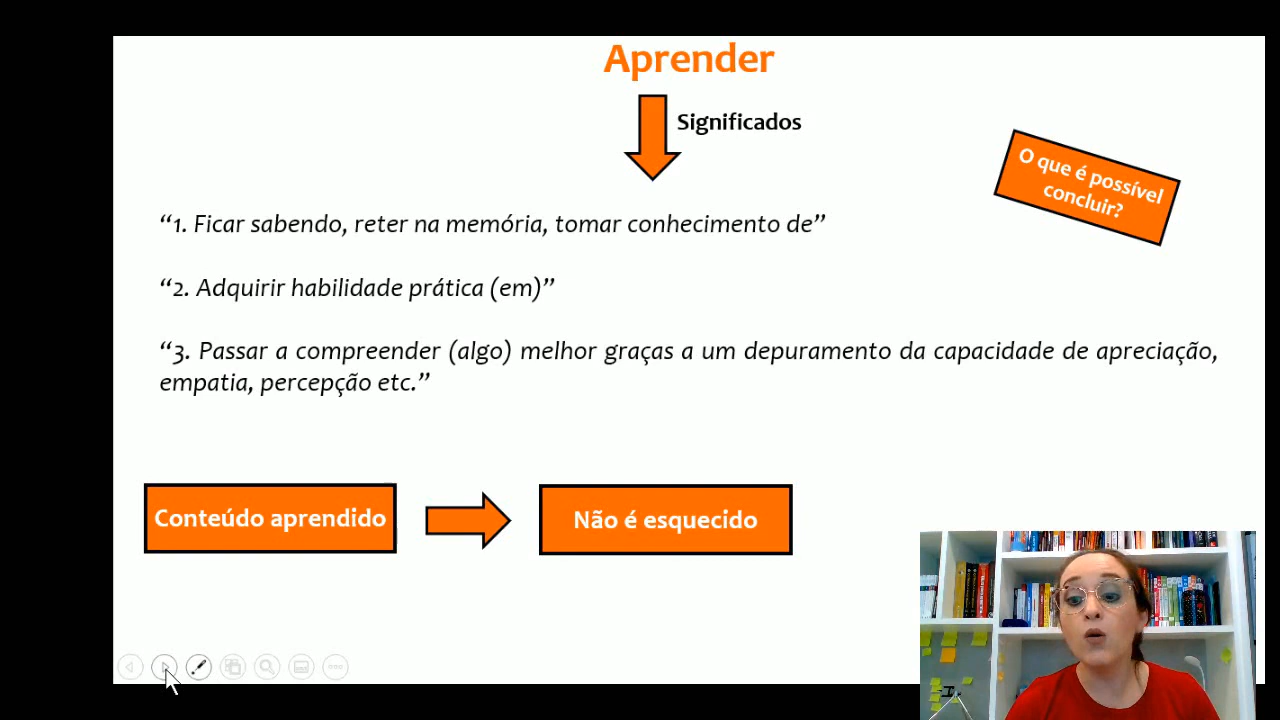 Aprender
Significados
O que é possível
concluir?
“1. Ficar sabendo, reter na memória, tomar conhecimento de”
“2. Adquirir habilidade prática (em)”
“3. Passar a compreender (algo) melhor graças a um depuramento da capacidade de apreciação,
empatia, percepção etc.”
Conteúdo aprendido
Não é esquecido